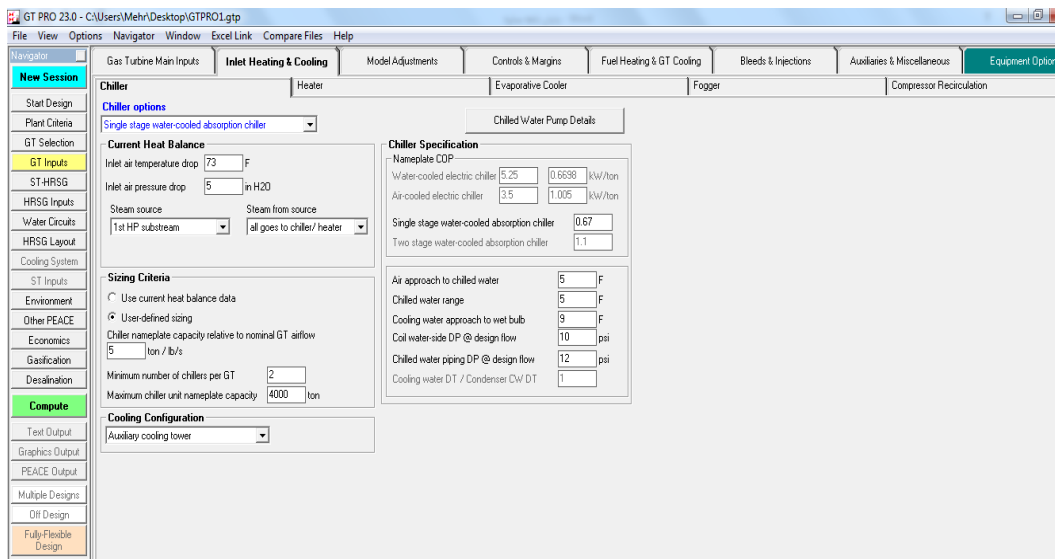 GT PRO 23.0 - C:\Users\Mehr\Desktop\GTPRO1.gtp
File View Options Navigator Window Excel Link Compare Files Help
Navigator
New Session
Start Design
Plant Criteria
GT Selection
GT Inputs
ST-HRSG
HRSG Inputs
Water Circuits
HRSG Layout
Cooling System
ST Inputs
Environment
Other PEACE
Economics
Gasification
Desalination
Compute
Text Output
Graphics Output
PEACE Output
Multiple Designs
Off Design
Fully-Flexible
Design
Gas Turbine Main Inputs Inlet Heating & Cooling Model Adjustments Controls & Margins Fuel Heating & GT Cooling Bleeds & Injections Auxiliaries & Miscellaneous Equipment Option
Chiller Heater Evaporative Cooler Fogger Compressor Recirculation
Chiller options
Single stage water-cooled absorption chiller
Chilled Water Pump Details
Current Heat Balance
Inlet air temperature drop 73 F
Inlet air pressure drop 5 in H2O
Steam source Steam from source
1st HP substream all goes to chiller/ heater
Sizing Criteria
Use current heat balance data
User-defined sizing
Chiller nameplate capacity relative to nominal GT airflow
5 ton / lb/s
Minimum number of chillers per GT 2
Maximum chiller unit nameplate capacity 4000 ton
Cooling Configuration
Auxiliary cooling tower
Chiller Specification
Nameplate COP
Water-cooled electric chiller 5.25 0.6698 kW/ton
Air-cooled electric chiller 3.5 1.005 kW/ton
Single stage water-cooled absorption chiller 0.67
Two stage water-cooled absorption chiller 1.1
Air approach to chilled water 5 F
Chilled water range 5 F
Cooling water approach to wet bulb 9 F
Coil water-side DP @ design flow 10 psi
Chilled water piping DP @ design flow 12 psi
Cooling water DT / Condenser CW DT 1